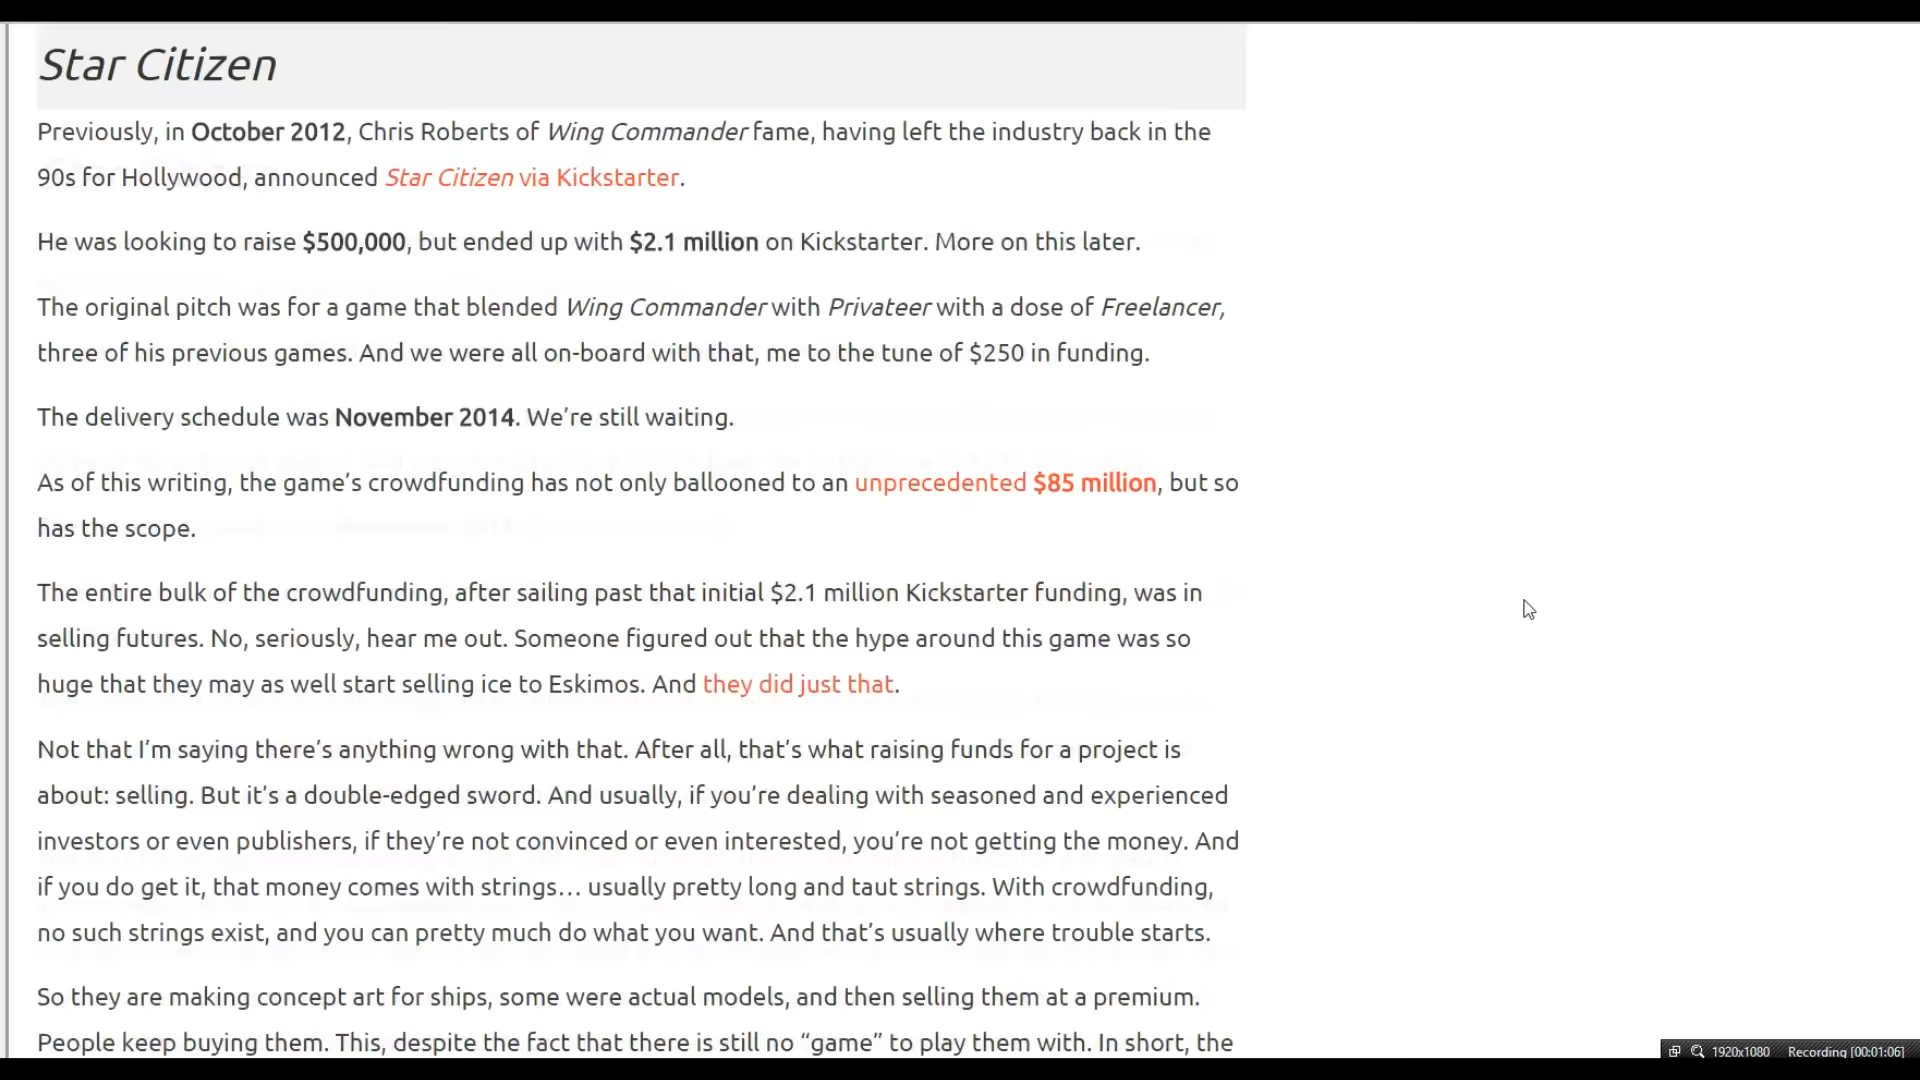 Star Citizen
Previously, in October 2012, Chris Roberts of Wing Commander fame, having left the industry back in the
90s for Hollywood, announced Star Citizen via Kickstarter.
He was looking to raise $500,000, but ended up with $2.1 million on Kickstarter. More on this later.
The original pitch was for a game that blended Wing Commander with Privateer with a dose of Freelancer,
three of his previous games. And we were all on-board with that, me to the tune of $250 in funding.
The delivery schedule was November 2014. We’re still waiting.
As of this writing, the game’s crowdfunding has not only ballooned to an unprecedented $85 million, but so
has the scope.
The entire bulk of the crowdfunding, after sailing past that initial $2.1 million Kickstarter funding, was in
selling futures. No, seriously, hear me out. Someone figured out that the hype around this game was so
huge that they may as well start selling ice to Eskimos. And they did just that.
Not that I’m saying there’s anything wrong with that. After all, that’s what raising funds for a project is
about: selling. But it’s a double-edged sword. And usually, if you’re dealing with seasoned and experienced
investors or even publishers, if they’re not convinced or even interested, you’re not getting the money. And
if you do get it, that money comes with strings… usually pretty long and taut strings. With crowdfunding,
no such strings exist, and you can pretty much do what you want. And that’s usually where trouble starts.
So they are making concept art for ships, some were actual models, and then selling them at a premium.
People keep buying them. This, despite the fact that there is still no “game” to play them with. In short, the
1920x1080 Recording [00:01:06]